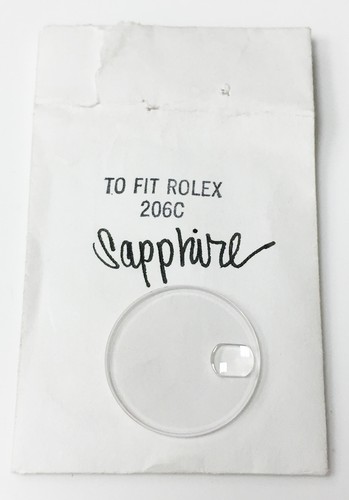 TO FIT ROLEX
206C
Sapphire